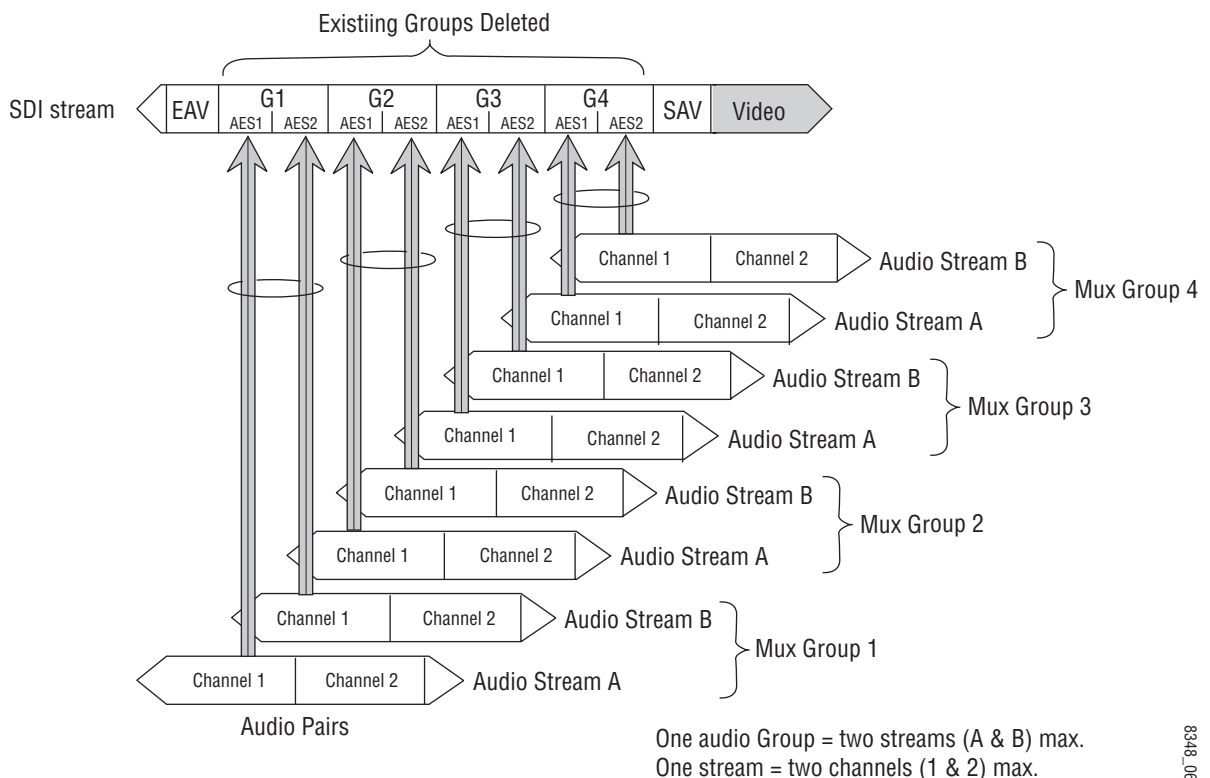 Existiing Groups Deleted
SDI stream
EAV
G1
G2
G3
G4
SAV
Video
AES1 AES2 AES1 AES2 AES1 AES2 AES1 AES2
Channel 1 Channel 2 Audio Stream B
Channel 1 Channel 2 Audio Stream A
Mux Group 4
Channel 1 Channel 2 Audio Stream B
Channel 1 Channel 2 Audio Stream A
Mux Group 3
Channel 1 Channel 2 Audio Stream B
Channel 1 Channel 2 Audio Stream A
Mux Group 2
Channel 1 Channel 2 Audio Stream B
Channel 1 Channel 2 Audio Stream A
Mux Group 1
Audio Pairs
One audio Group = two streams (A & B) max.
One stream = two channels (1 & 2) max.
8348_06